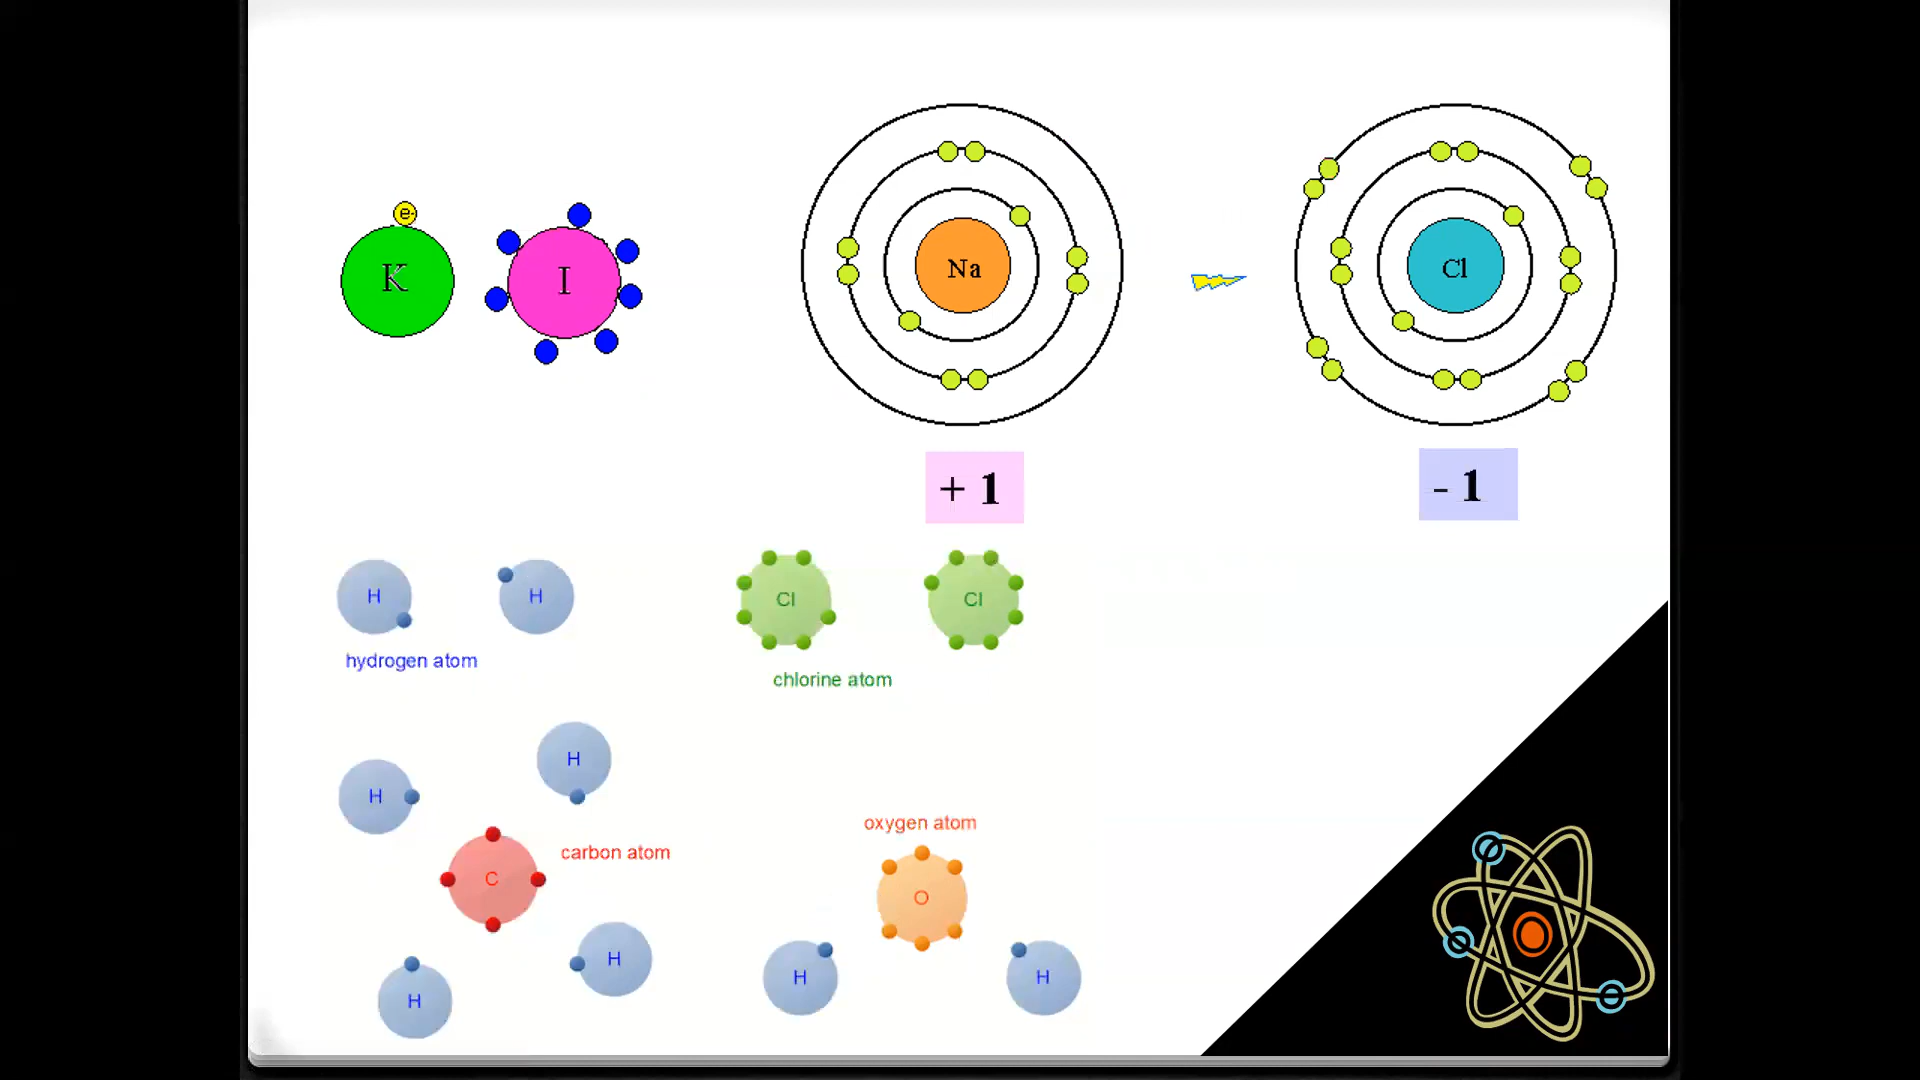 e-
K
I
Na
Cl
+ 1
- 1
H
H
hydrogen atom
Cl
Cl
chlorine atom
H
H
C
carbon atom
H
H
oxygen atom
O
H
H